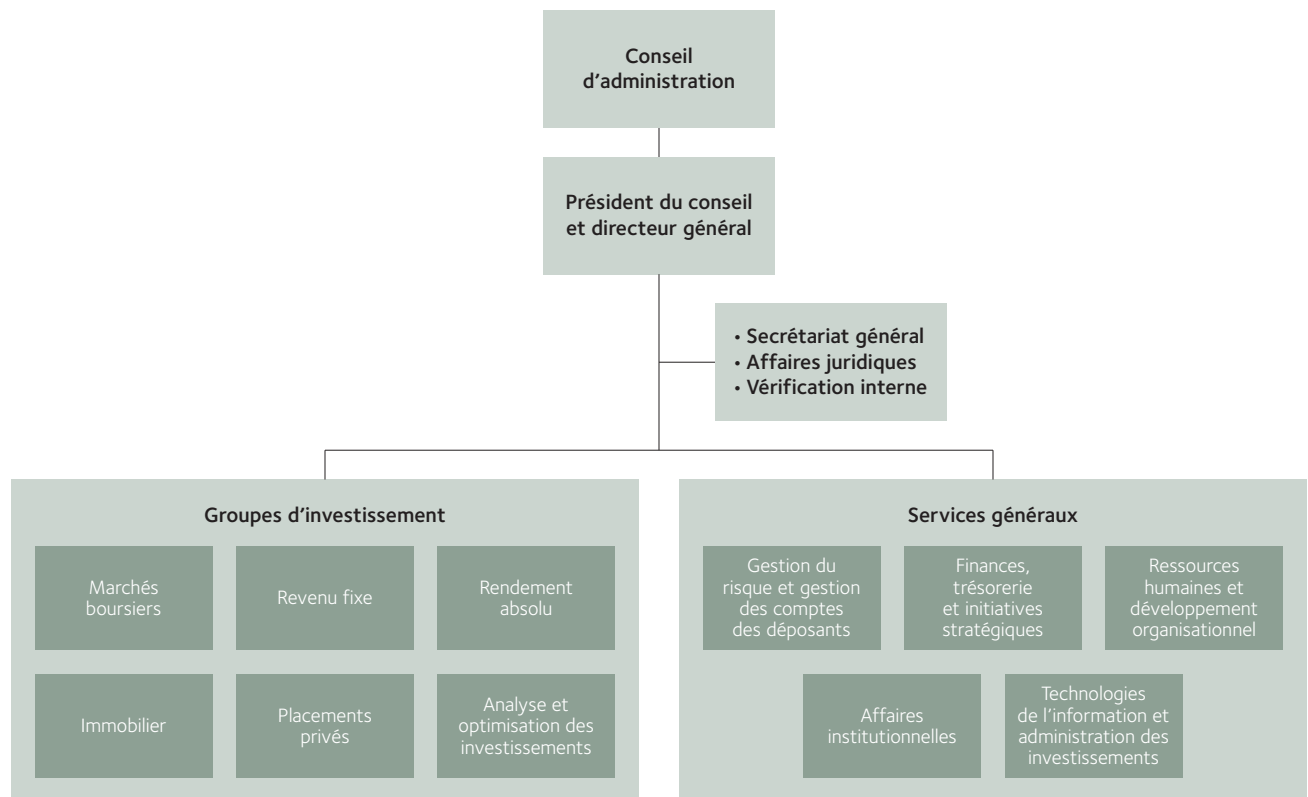 Conseil
d'administration
Président du conseil
et directeur général
• Secrétariat général
• Affaires juridiques
• Vérification interne
Groupes d'investissement
Marchés
boursiers
Revenu fixe
Rendement
absolu
Immobilier
Placements
privés
Analyse et
optimisation des
investissements
Services généraux
Gestion du
risque et gestion
des comptes
des déposants
Finances,
trésorerie
et initiatives
stratégiques
Ressources
humaines et
développement
organisationnel
Affaires
institutionnelles
Technologies
de l'information et
administration des
investissements